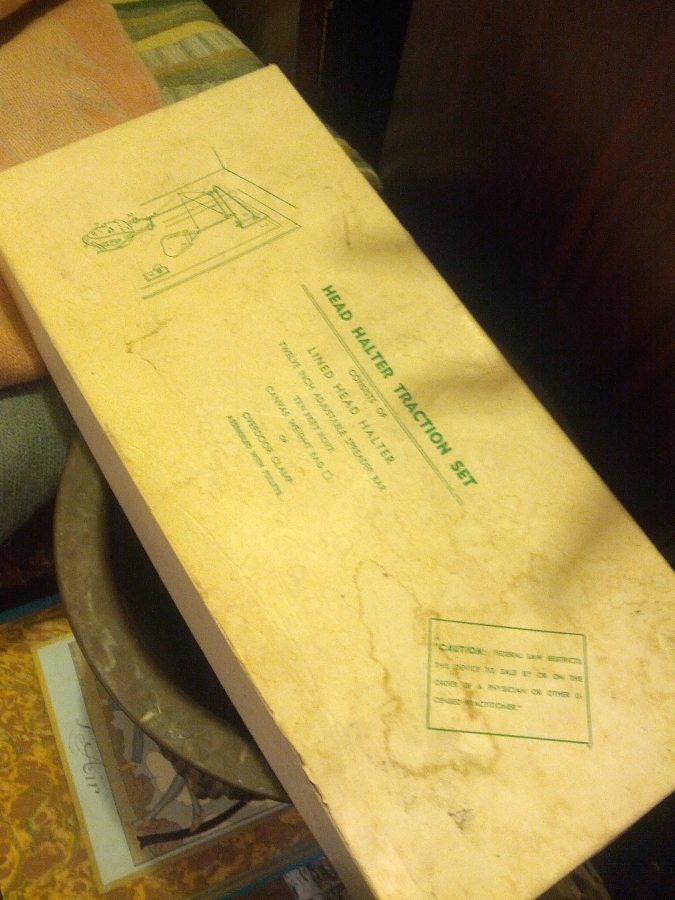 HEAD HALTER TRACTION SET
CONSISTS OF
LINED HEAD HALTER
TWELVE INCH ADJUSTABLE SPREADER BAR
TEN FEET ROPE
CANVAS WEIGHT BAG
OR
OVERDOOR CLAMP
ASSEMBLED WITH PULLEYS
"CAUTION: FEDERAL LAW RESTRICTS
THIS DEVICE TO SALE BY OR ON THE
ORDER OF A PHYSICIAN OR OTHER LI-
CENSED PRACTITIONER."
L'Air